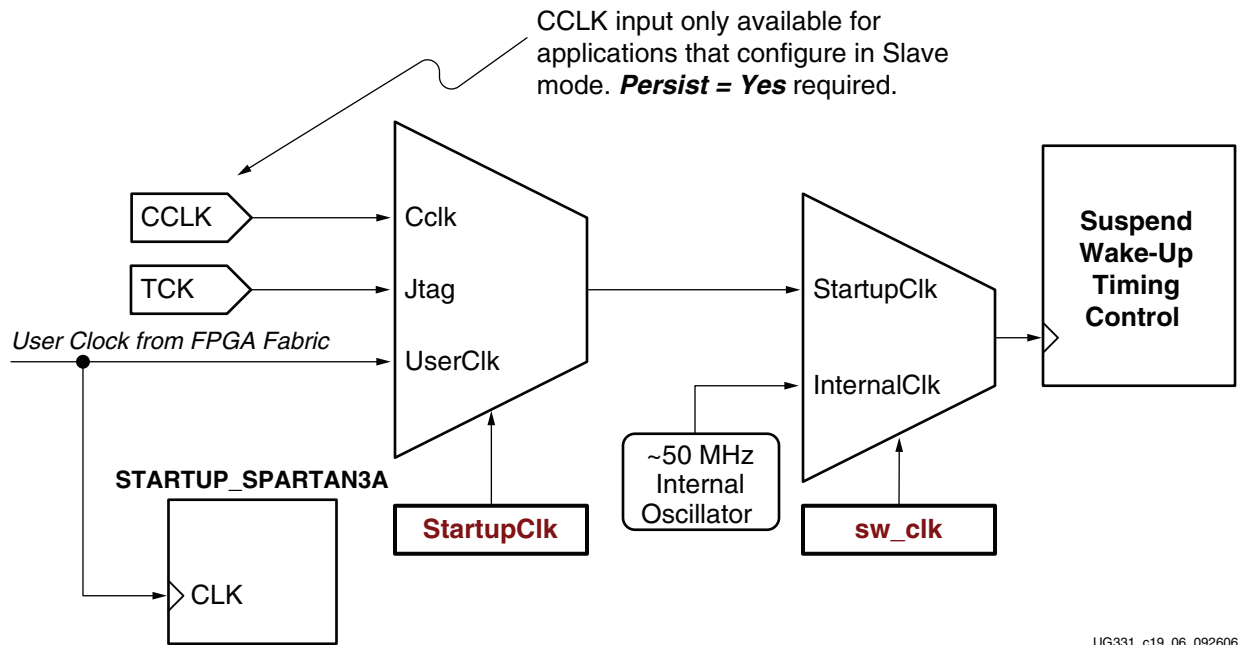 CCLK input only available for
applications that configure in Slave
mode. Persist = Yes required.
CCLK
Cclk
TCK
Jtag
User Clock from FPGA Fabric
UserClk
StartupClk
InternalClk
Suspend
Wake-Up
Timing
Control
~50 MHz
Internal
Oscillator
STARTUP_SPARTAN3A
StartupClk
sw_clk
CLK
UG331_c19_06_092606